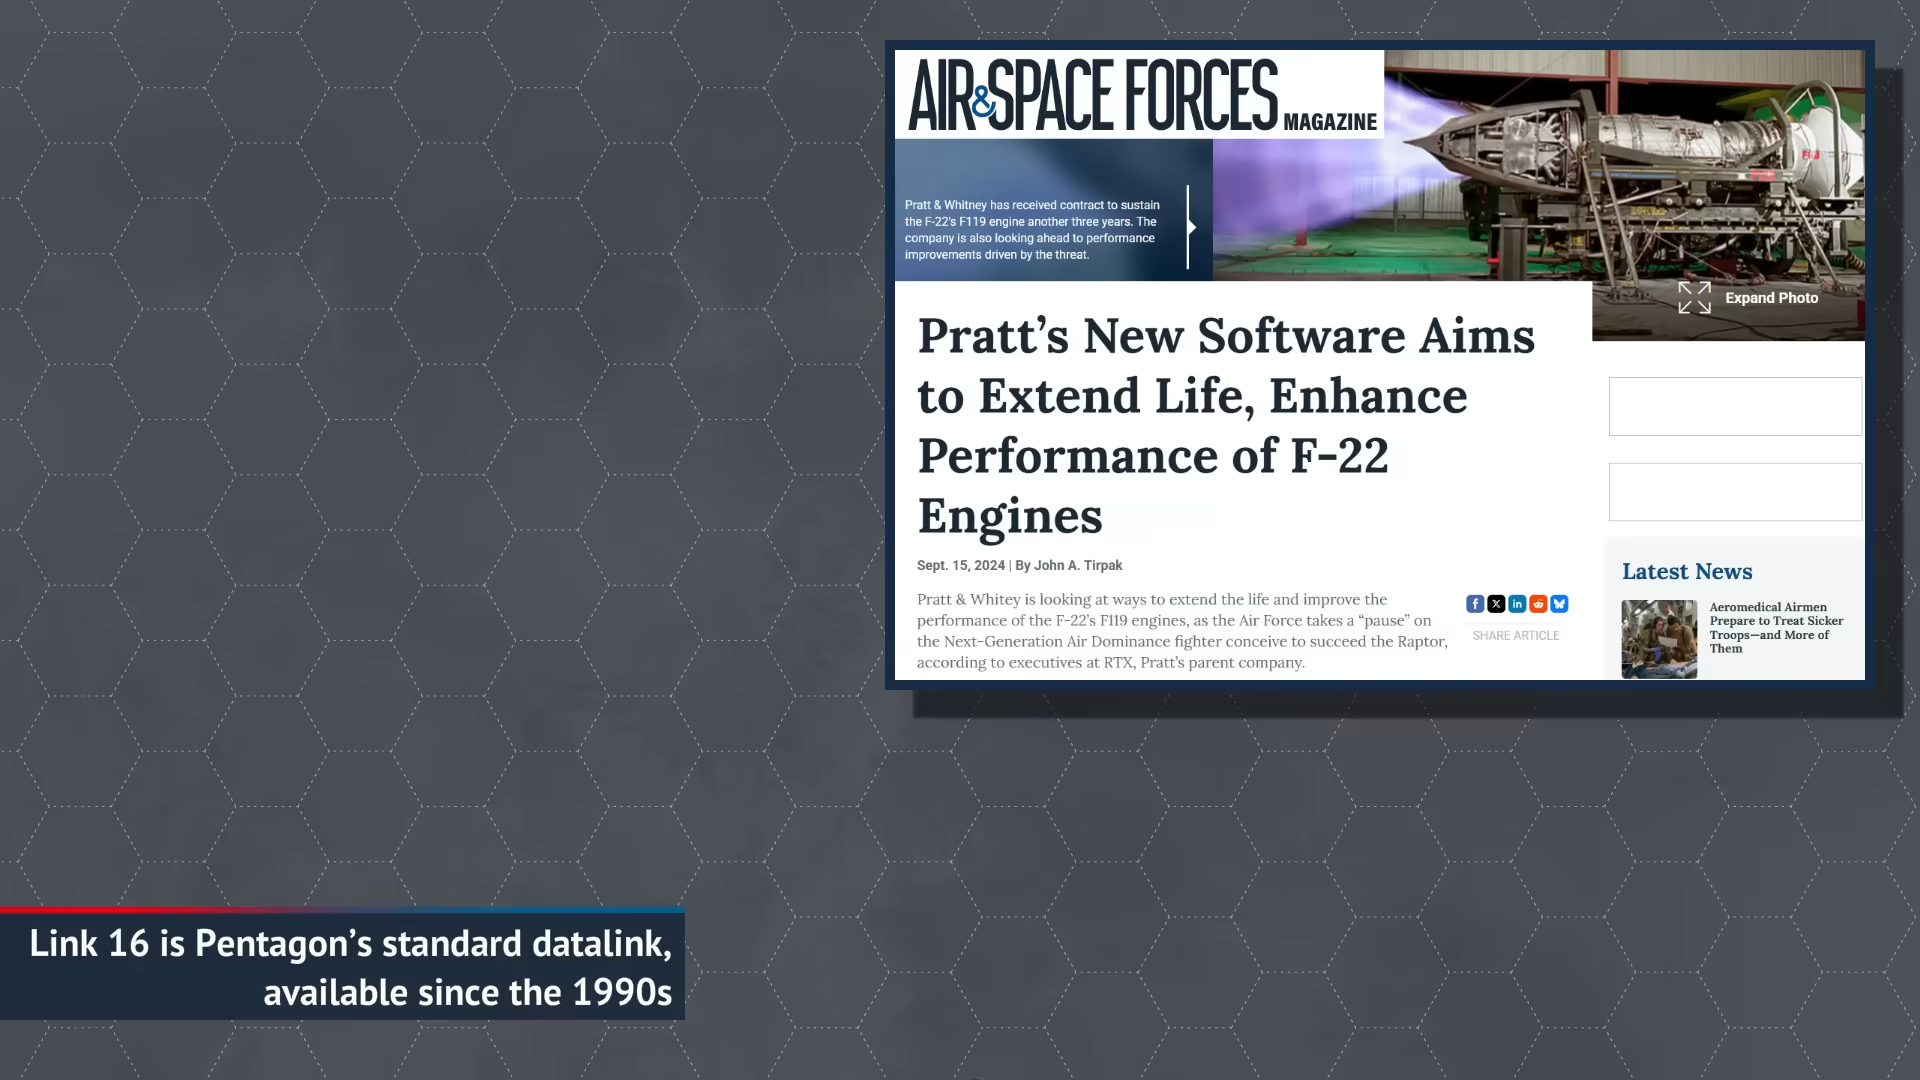 AIR & SPACE FORCES MAGAZINE
Pratt & Whitney has received contract to sustain
the F-22's F119 engine another three years. The
company is also looking ahead to performance
improvements driven by the threat.
Expand Photo
Pratt’s New Software Aims
to Extend Life, Enhance
Performance of F-22
Engines
Sept. 15, 2024 | By John A. Tirpak
Pratt & Whitey is looking at ways to extend the life and improve the
performance of the F-22’s F119 engines, as the Air Force takes a “pause” on
the Next-Generation Air Dominance fighter conceive to succeed the Raptor,
according to executives at RTX, Pratt’s parent company.
SHARE ARTICLE
Latest News
Aeromedical Airmen
Prepare to Treat Sicker
Troops—and More of
Them
Link 16 is Pentagon’s standard datalink,
available since the 1990s